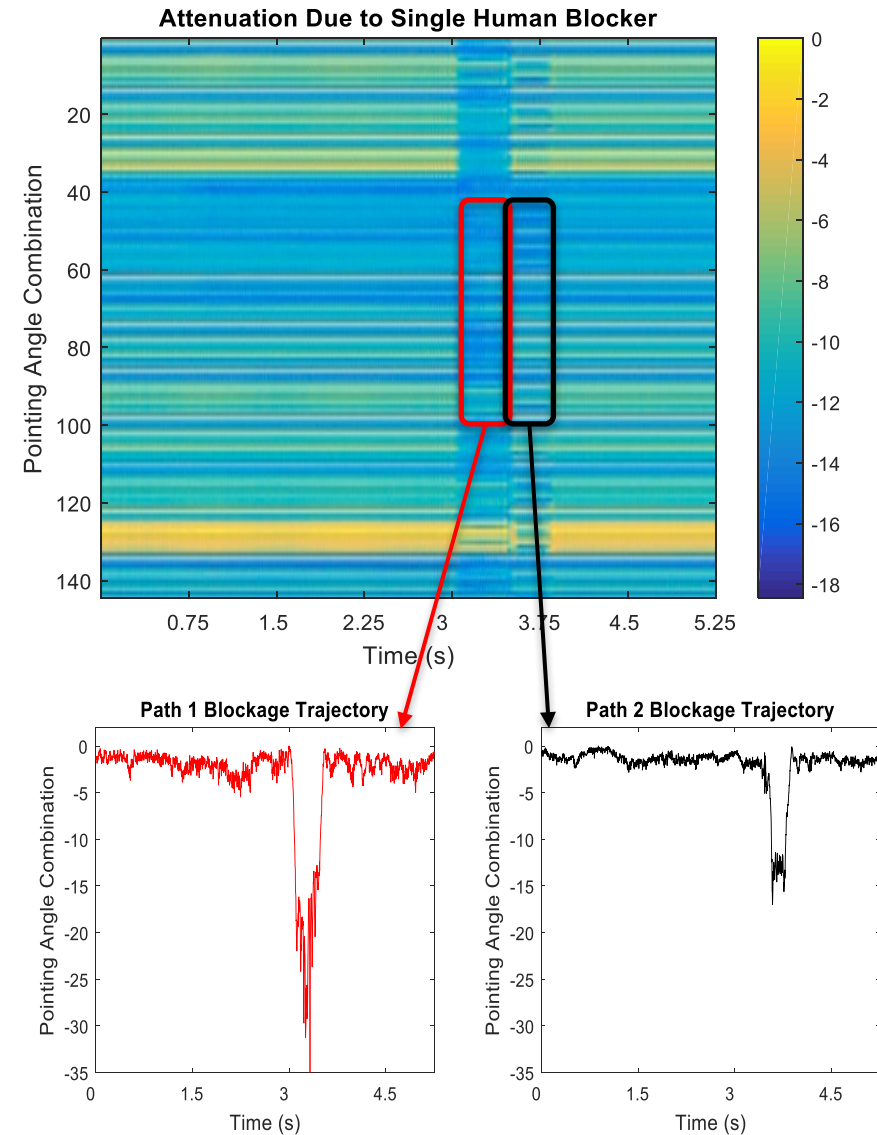 Attenuation Due to Single Human Blocker
Pointing Angle Combination
20
40
60
80
100
120
140
0.75 1.5 2.25 3 3.75 4.5 5.25
Time (s)
0
-2
-4
-6
-8
-10
-12
-14
-16
-18
Path 1 Blockage Trajectory
Pointing Angle Combination
0
-5
-10
-15
-20
-25
-30
-35
0 1.5 3 4.5
Time (s)
Path 2 Blockage Trajectory
Pointing Angle Combination
0
-5
-10
-15
-20
-25
-30
-35
0 1.5 3 4.5
Time (s)